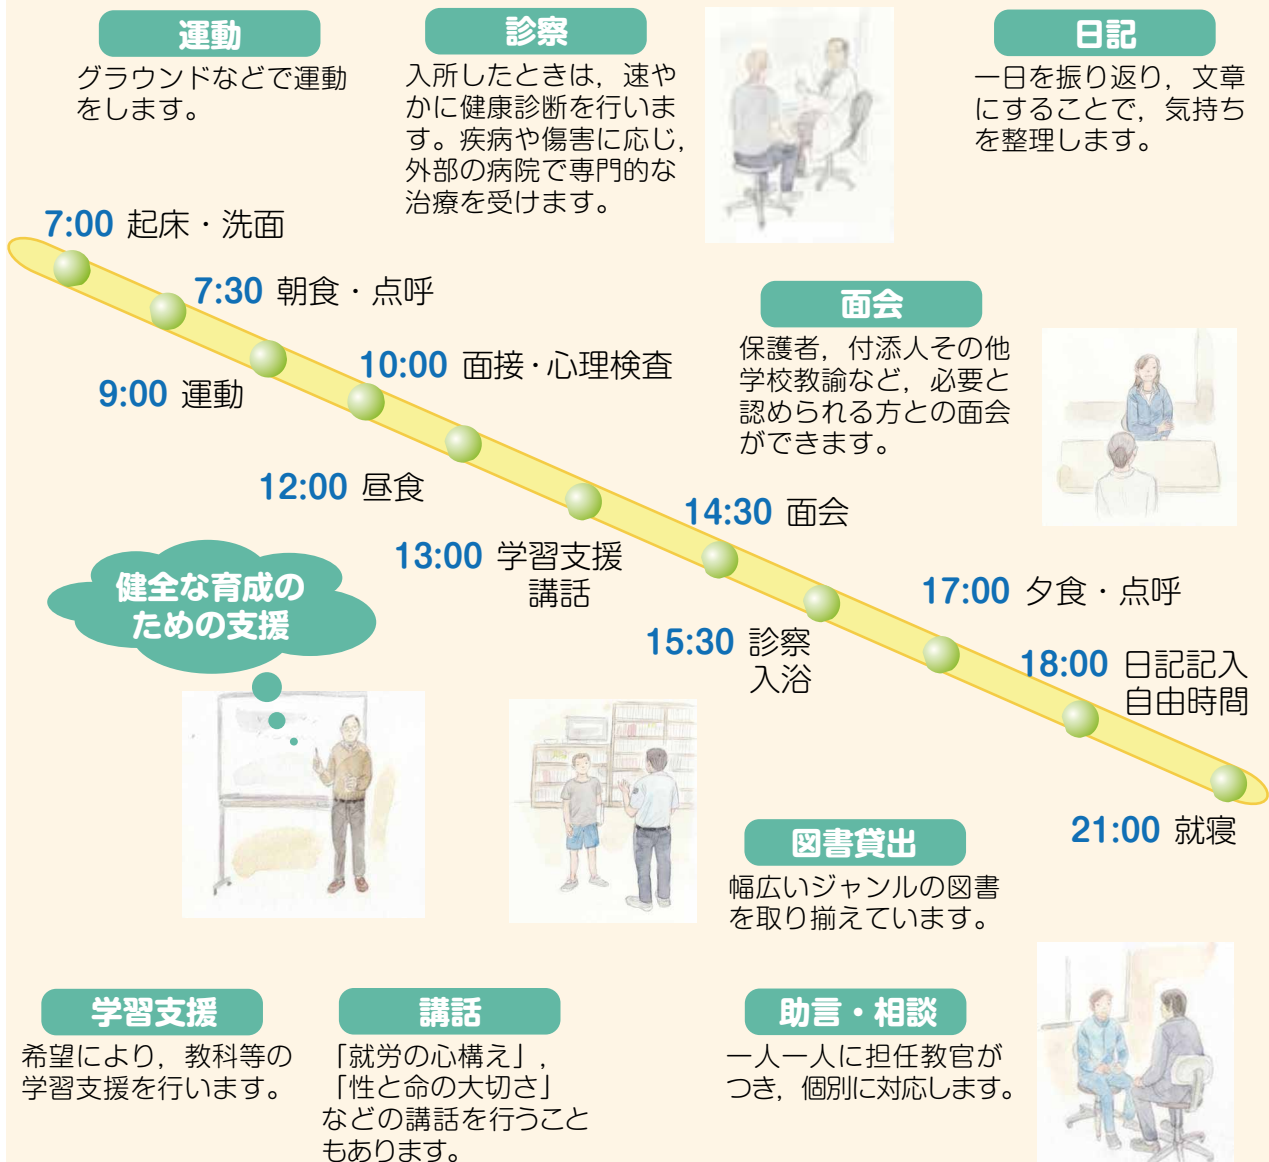 運動
グラウンドなどで運動
をします。
診察
入所したときは，速や
かに健康診断を行いま
す。疾病や傷害に応じ，
外部の病院で専門的な
治療を受けます。
日記
一日を振り返り，文章
にすることで，気持ち
を整理します。
7:00 起床・洗面
7:30 朝食・点呼
9:00 運動
10:00 面接・心理検査
12:00 昼食
13:00 学習支援
講話
14:30 面会
15:30 診察
入浴
17:00 夕食・点呼
18:00 日記記入
自由時間
21:00 就寝
面会
保護者，付添人その他
学校教諭など，必要と
認められる方との面会
ができます。
健全な育成の
ための支援
図書貸出
幅広いジャンルの図書
を取り揃えています。
学習支援
希望により，教科等の
学習支援を行います。
講話
「就労の心構え」，
「性と命の大切さ」
などの講話を行うこと
もあります。
助言・相談
一人一人に担任教官が
つき，個別に対応します。